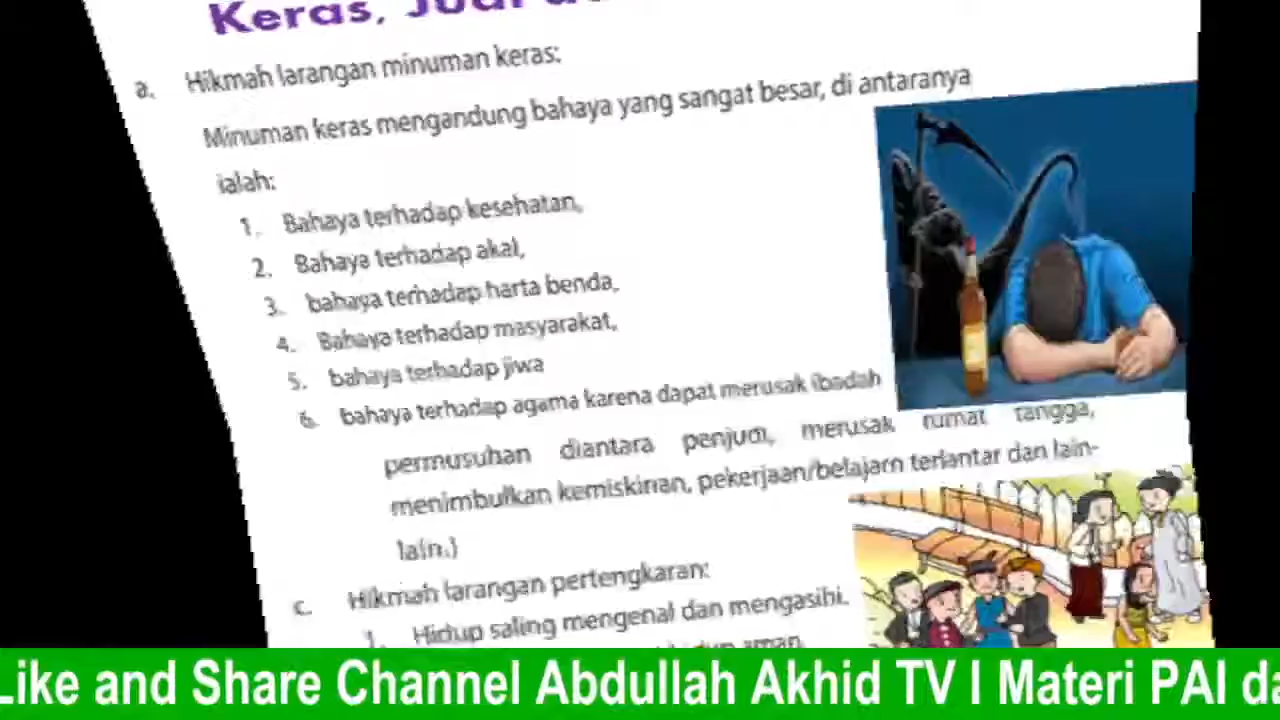 Keras,
a. Hikmah larangan minuman keras:
Minuman keras mengandung bahaya yang sangat besar, di antaranya
ialah:
1. Bahaya terhadap kesehatan,
2. Bahaya terhadap akal,
3. bahaya terhadap harta benda,
4. Bahaya terhadap masyarakat,
5. bahaya terhadap jiwa
6. bahaya terhadap agama karena dapat merusak ibadah
permusuhan diantara penjudi, merusak rumat tangga,
menimbulkan kemiskinan, pekerjaan/belajarn terlantar dan lain-
lain.)
c. Hikmah larangan pertengkaran:
1. Hidup saling mengenal dan mengasihi.
aman
Like and Share Channel Abdullah Akhid TV I Materi PAI